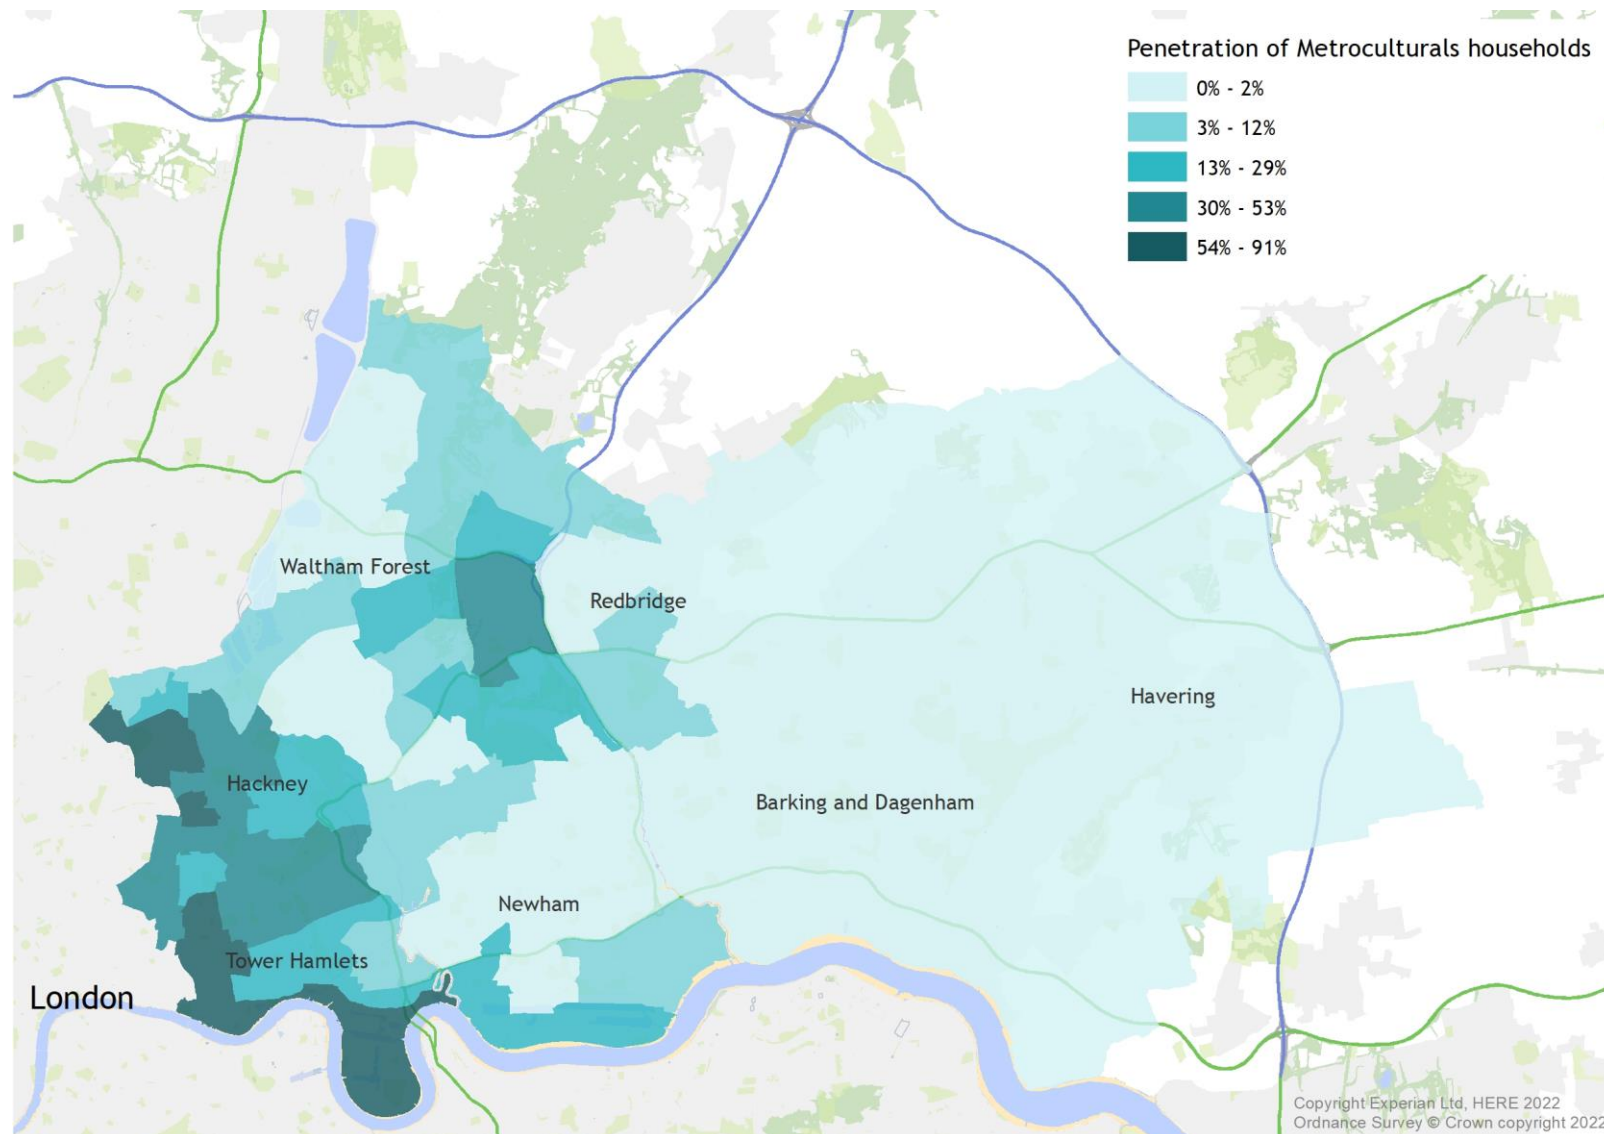 Penetration of Metroculturals households
0% - 2%
3% - 12%
13% - 29%
30% - 53%
54% - 91%
Waltham Forest
Redbridge
Havering
Hackney
Barking and Dagenham
Newham
Tower Hamlets
London
Copyright Experian Ltd, HERE 2022
Ordnance Survey © Crown copyright 2022